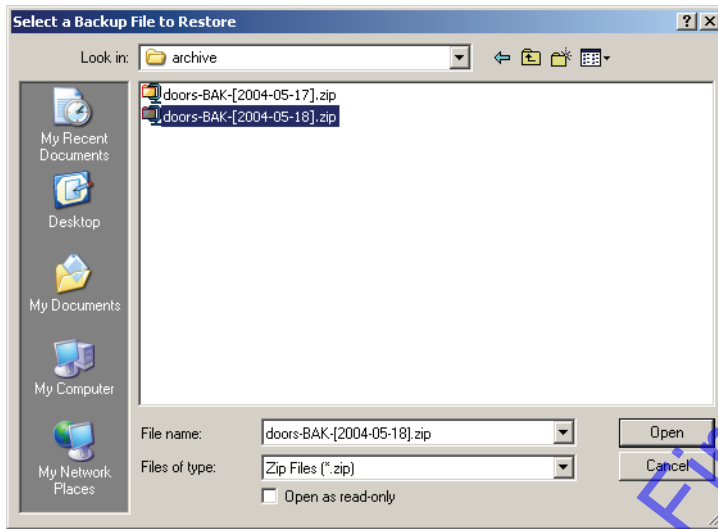 Select a Backup File to Restore
Look in: archive
doors-BAK-[2004-05-17].zip
doors-BAK-[2004-05-18].zip
My Recent
Documents
Desktop
My Documents
My Computer
My Network
Places
File name: doors-BAK-[2004-05-18].zip Open
Files of type: Zip Files (*.zip) Cancel
Open as read-only